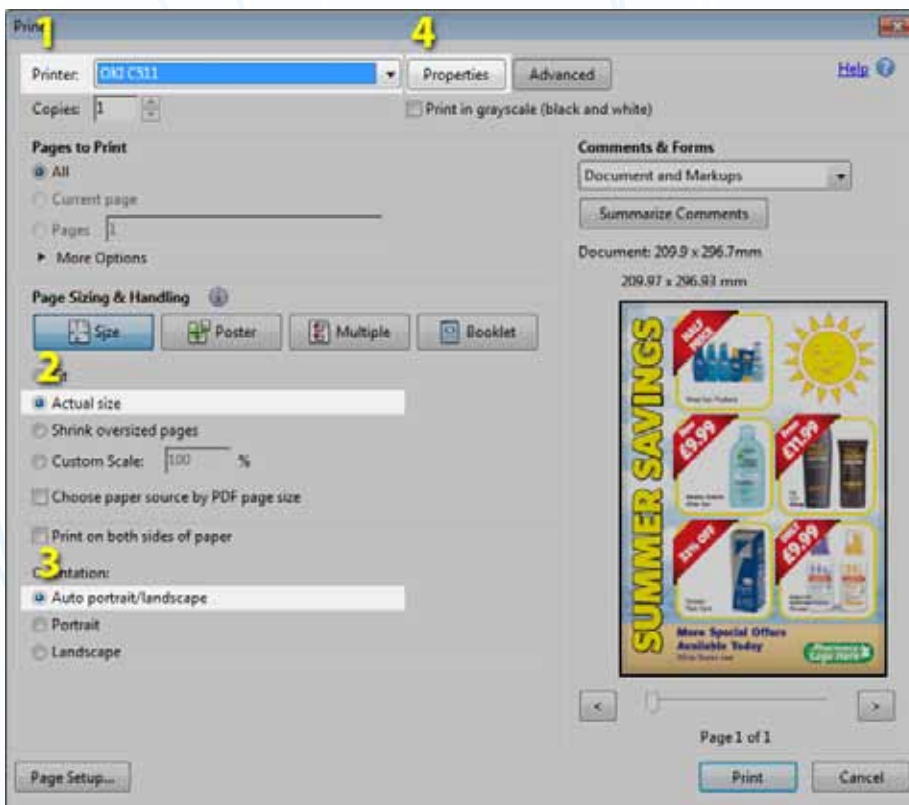 Print
1
4
Printer: OKI C511 Properties Advanced Help
Copies: 1 Print in grayscale (black and white)
Pages to Print
All
Current page
Pages 1
More Options
Page Sizing & Handling
Size Poster Multiple Booklet
2
Actual size
Shrink oversized pages
Custom Scale: 100 %
Choose paper source by PDF page size
Print on both sides of paper
3
Auto portrait/landscape
Portrait
Landscape
Comments & Forms
Document and Markups
Summarize Comments
Document: 209.9 x 296.7mm
209.97 x 296.93 mm
SUMMER SAVINGS
HALF PRICE
£9.99
£11.99
33% OFF
£9.99
More Special Offers
Available Today
Pharmacy
Logo Here
< >
Page 1 of 1
Page Setup... Print Cancel